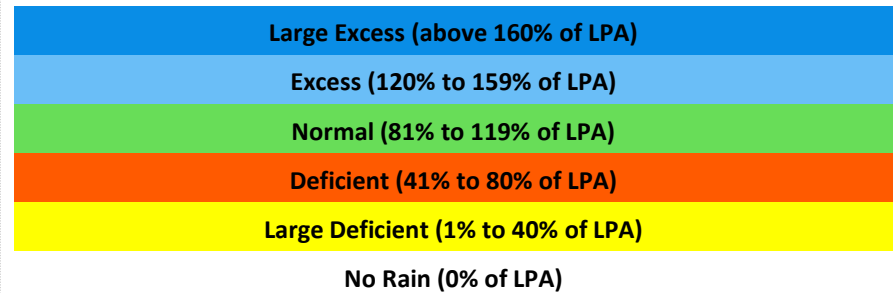 Large Excess (above 160% of LPA)
Excess (120% to 159% of LPA)
Normal (81% to 119% of LPA)
Deficient (41% to 80% of LPA)
Large Deficient (1% to 40% of LPA)
No Rain (0% of LPA)